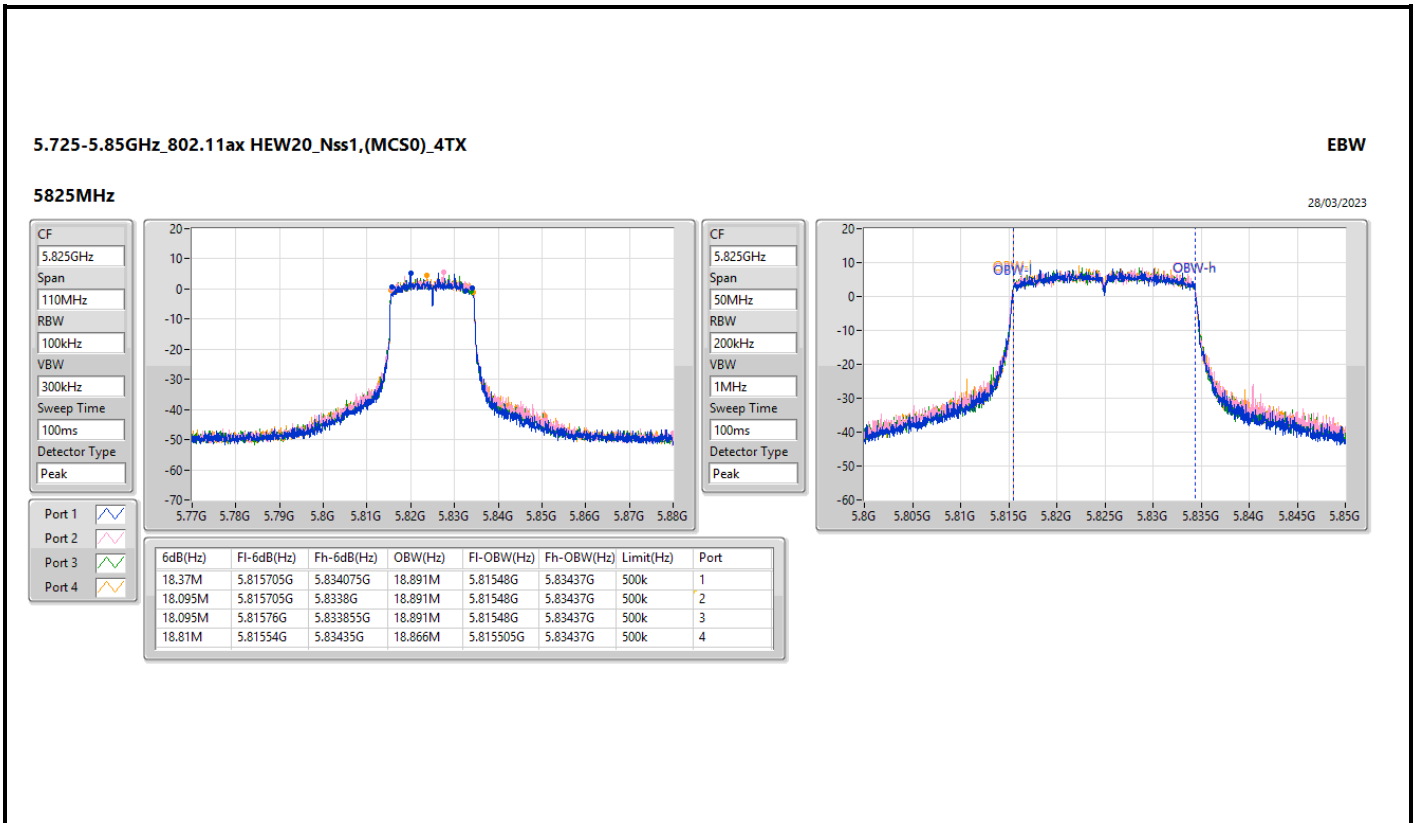 5.725-5.85GHz_802.11ax HEW20_Nss1,(MCS0)_4TX
EBW
5825MHz
28/03/2023
CF
5.825GHz
Span
110MHz
RBW
100kHz
VBW
300kHz
Sweep Time
100ms
Detector Type
Peak
20
10
0
-10
-20
-30
-40
-50
-60
-70
5.77G 5.78G 5.79G 5.8G 5.81G 5.82G 5.83G 5.84G 5.85G 5.86G 5.87G 5.88G
CF
5.825GHz
Span
50MHz
RBW
200kHz
VBW
1MHz
Sweep Time
100ms
Detector Type
Peak
20
10
0
-10
-20
-30
-40
-50
-60
OBW-l
OBW-h
5.8G 5.805G 5.81G 5.815G 5.82G 5.825G 5.83G 5.835G 5.84G 5.845G 5.85G
Port 1
Port 2
Port 3
Port 4
6dB(Hz) Fl-6dB(Hz) Fh-6dB(Hz) OBW(Hz) Fl-OBW(Hz) Fh-OBW(Hz) Limit(Hz) Port
18.37M 5.815705G 5.834075G 18.891M 5.81548G 5.83437G 500k 1
18.095M 5.815705G 5.8338G 18.891M 5.81548G 5.83437G 500k 2
18.095M 5.81576G 5.833855G 18.891M 5.81548G 5.83437G 500k 3
18.81M 5.81554G 5.83435G 18.866M 5.815505G 5.83437G 500k 4